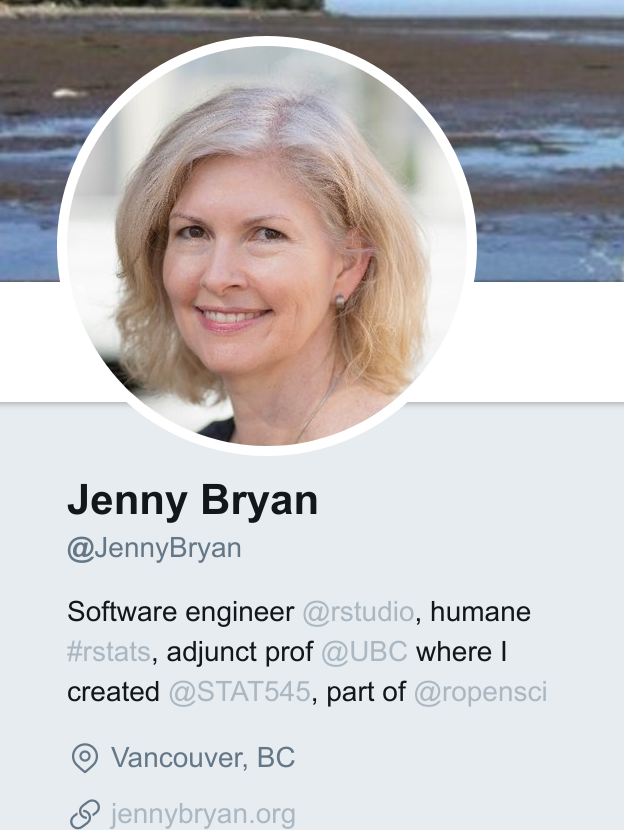 Jenny Bryan
@JennyBryan
Software engineer @rstudio, humane
#rstats, adjunct prof @UBC where I
created @STAT545, part of @ropensci
Vancouver, BC
jennybryan.org